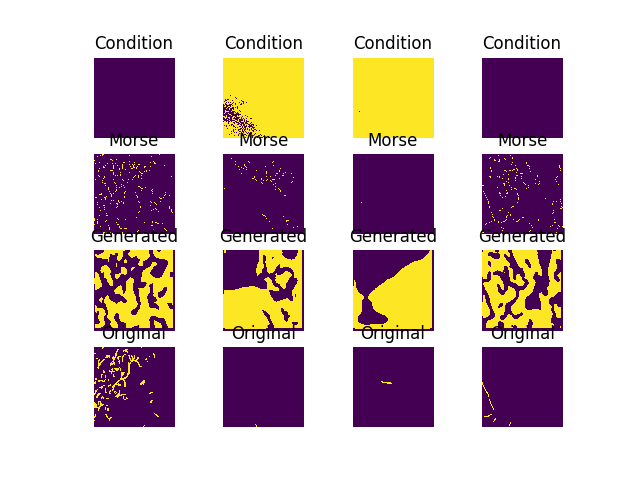 Condition Condition Condition Condition
Morse Morse Morse Morse
Generated Generated Generated Generated
Original Original Original Original